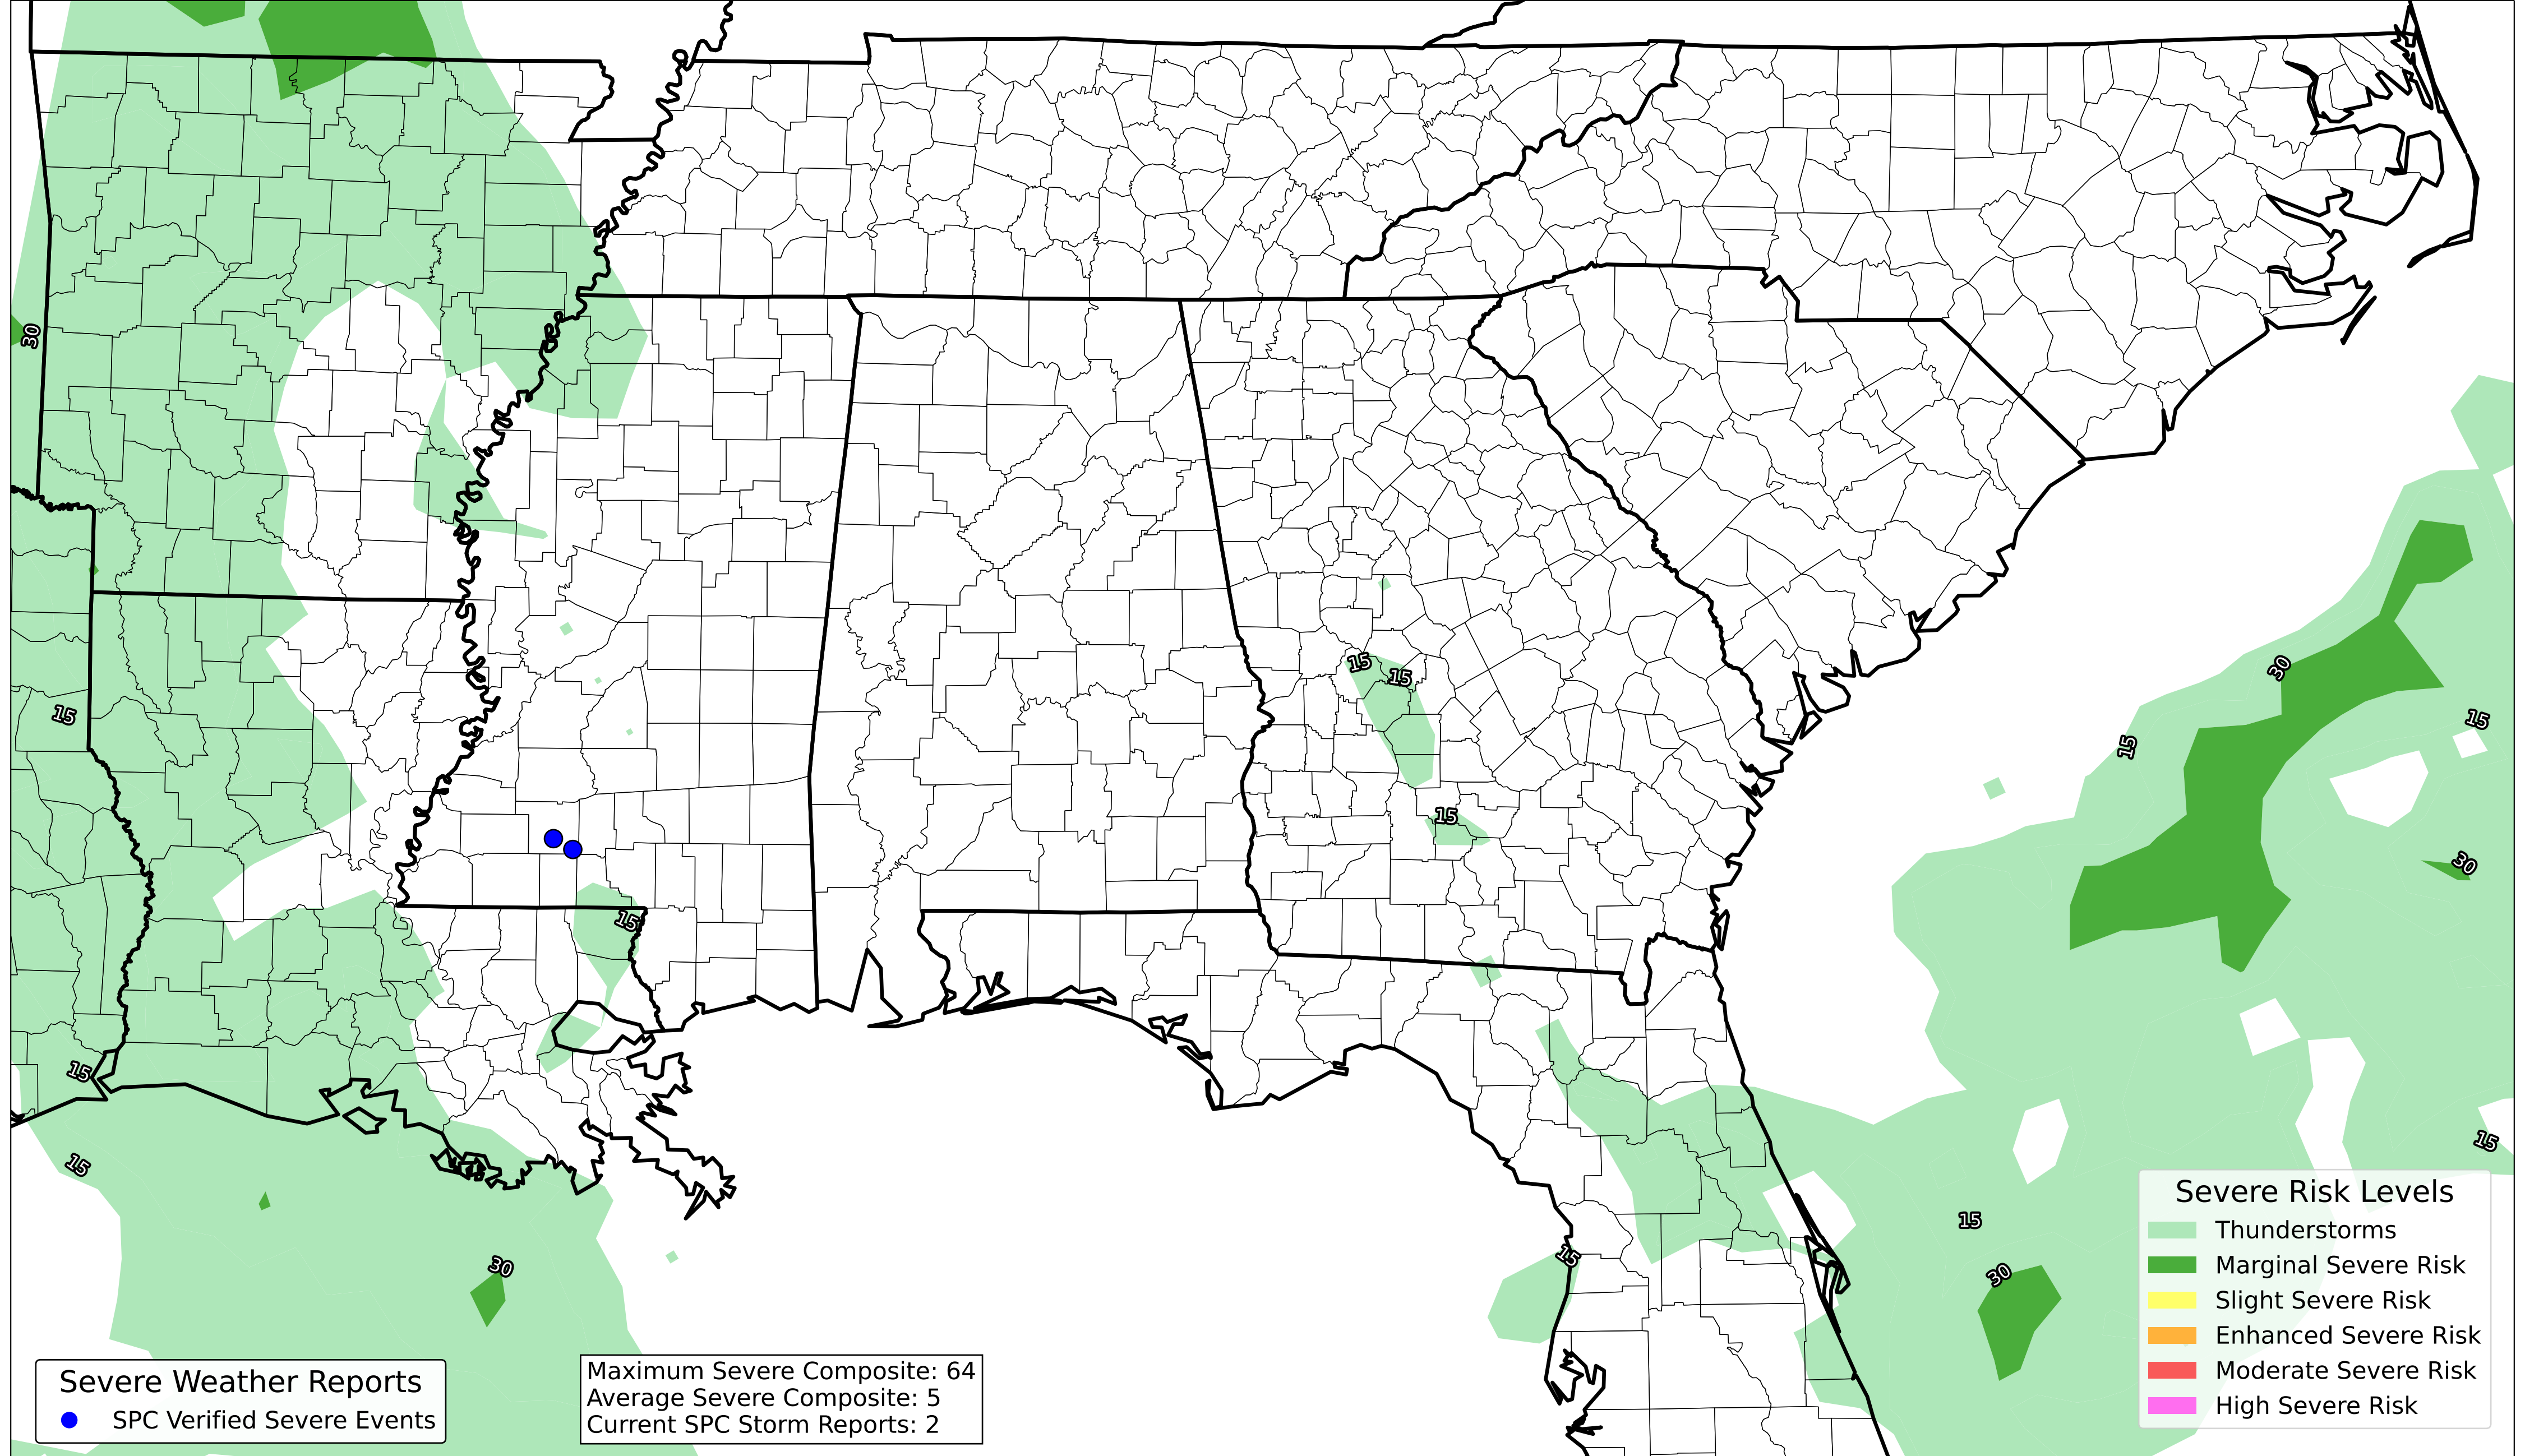 30
15
15
30
15
15
30
15
15
15
15
30
15
15
15
30
15
30
Severe Risk Levels
Thunderstorms
Marginal Severe Risk
Slight Severe Risk
Enhanced Severe Risk
Moderate Severe Risk
High Severe Risk
Severe Weather Reports
SPC Verified Severe Events
Maximum Severe Composite: 64
Average Severe Composite: 5
Current SPC Storm Reports: 2